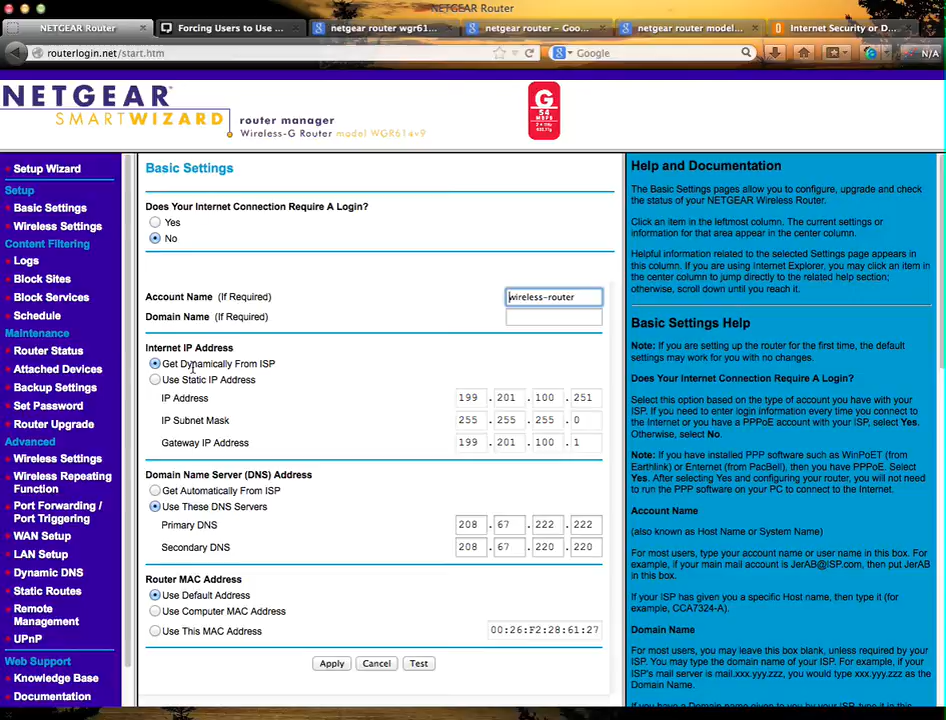 NETGEAR Router
NETGEAR Router
Forcing Users to Use ...
netgear router wgr61...
netgear router – Goo...
netgear router model...
Internet Security or D...
routerlogin.net/start.htm
Google
N/A
NETGEAR
SMARTWIZARD
router manager
Wireless-G Router model WGR614v9
G
54
MBPS
Setup Wizard
Setup
Basic Settings
Wireless Settings
Content Filtering
Logs
Block Sites
Block Services
Schedule
Maintenance
Router Status
Attached Devices
Backup Settings
Set Password
Router Upgrade
Advanced
Wireless Settings
Wireless Repeating
Function
Port Forwarding /
Port Triggering
WAN Setup
LAN Setup
Dynamic DNS
Static Routes
Remote
Management
UPnP
Web Support
Knowledge Base
Documentation
Basic Settings
Does Your Internet Connection Require A Login?
Yes
No
Account Name (If Required)
wireless-router
Domain Name (If Required)
Internet IP Address
Get Dynamically From ISP
Use Static IP Address
IP Address 199 . 201 . 100 . 251
IP Subnet Mask 255 . 255 . 255 . 0
Gateway IP Address 199 . 201 . 100 . 1
Domain Name Server (DNS) Address
Get Automatically From ISP
Use These DNS Servers
Primary DNS 208 . 67 . 222 . 222
Secondary DNS 208 . 67 . 220 . 220
Router MAC Address
Use Default Address
Use Computer MAC Address
Use This MAC Address 00:26:F2:28:61:27
Apply Cancel Test
Help and Documentation
The Basic Settings pages allow you to configure, upgrade and check
the status of your NETGEAR Wireless Router.
Click an item in the leftmost column. The current settings or
information for that area appear in the center column.
Helpful information related to the selected Settings page appears in
this column. If you are using Internet Explorer, you may click an item in
the center column to jump directly to the related help section;
otherwise, scroll down until you reach it.
Basic Settings Help
Note: If you are setting up the router for the first time, the default
settings may work for you with no changes.
Does Your Internet Connection Require A Login?
Select this option based on the type of account you have with your
ISP. If you need to enter login information every time you connect to
the Internet or you have a PPPoE account with your ISP, select Yes.
Otherwise, select No.
Note: If you have installed PPP software such as WinPoET (from
Earthlink) or Enternet (from PacBell), then you have PPPoE. Select
Yes. After selecting Yes and configuring your router, you will not need
to run the PPP software on your PC to connect to the Internet.
Account Name
(also known as Host Name or System Name)
For most users, type your account name or user name in this box. For
example, if your main mail account is JerAB@ISP.com, then put JerAB
in this box.
If your ISP has given you a specific Host name, then type it (for
example, CCA7324-A).
Domain Name
For most users, you may leave this box blank, unless required by your
ISP. You may type the domain name of your ISP. For example, if your
ISP's mail server is mail.xxx.yyy.zzz, you would type xxx.yyy.zzz as the
Domain Name.